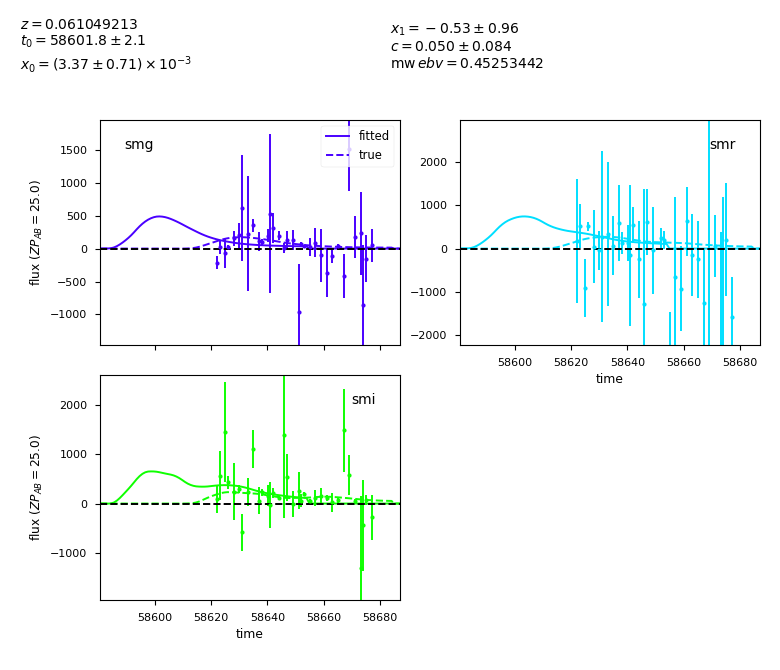 z = 0.061049213
t₀ = 58601.8 ± 2.1
x₀ = (3.37 ± 0.71) × 10⁻³
x₁ = −0.53 ± 0.96
c = 0.050 ± 0.084
mw ebv = 0.45253442
smg
fitted
true
1500
1000
500
0
−500
−1000
flux (ZP_AB = 25.0)
smr
2000
1000
0
−1000
−2000
58600 58620 58640 58660 58680
time
smi
2000
1000
0
−1000
flux (ZP_AB = 25.0)
58600 58620 58640 58660 58680
time